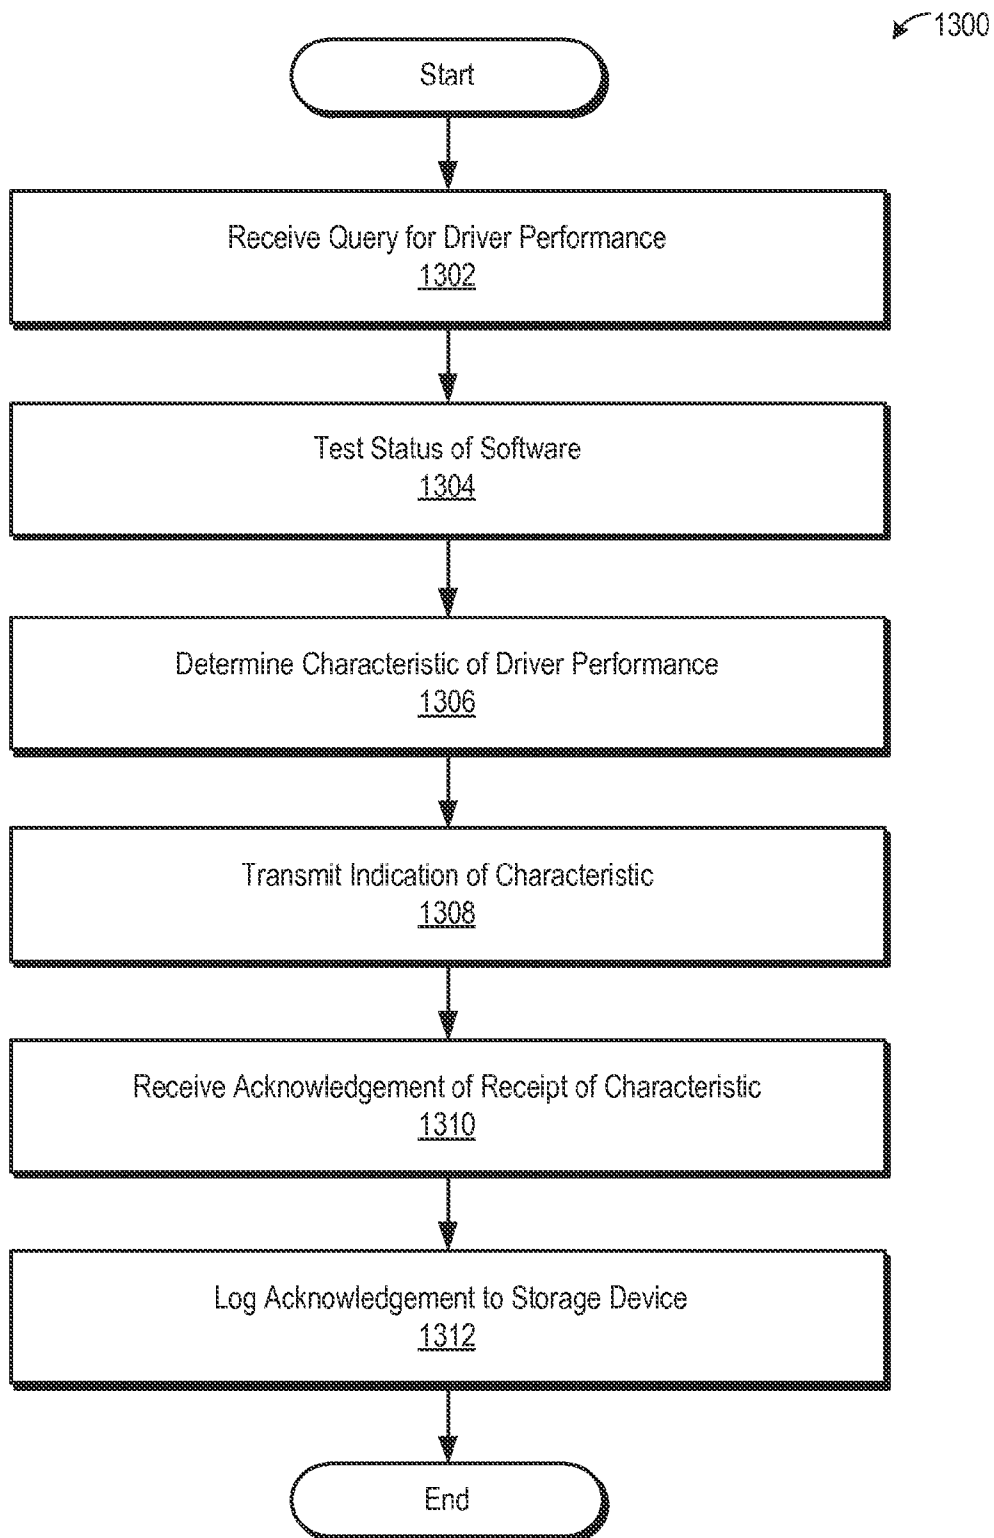 1300
Start
Receive Query for Driver Performance
1302
Test Status of Software
1304
Determine Characteristic of Driver Performance
1306
Transmit Indication of Characteristic
1308
Receive Acknowledgement of Receipt of Characteristic
1310
Log Acknowledgement to Storage Device
1312
End